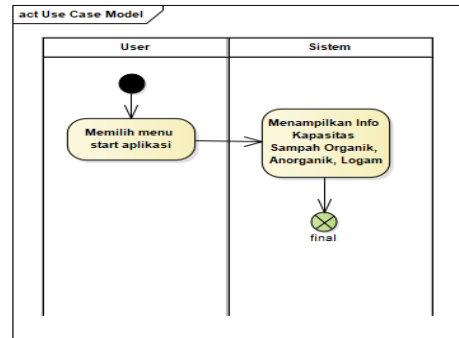 act Use Case Model
User
Sistem
Memilih menu
start aplikasi
Menampilkan Info
Kapasitas
Sampah Organik,
Anorganik, Logam
final